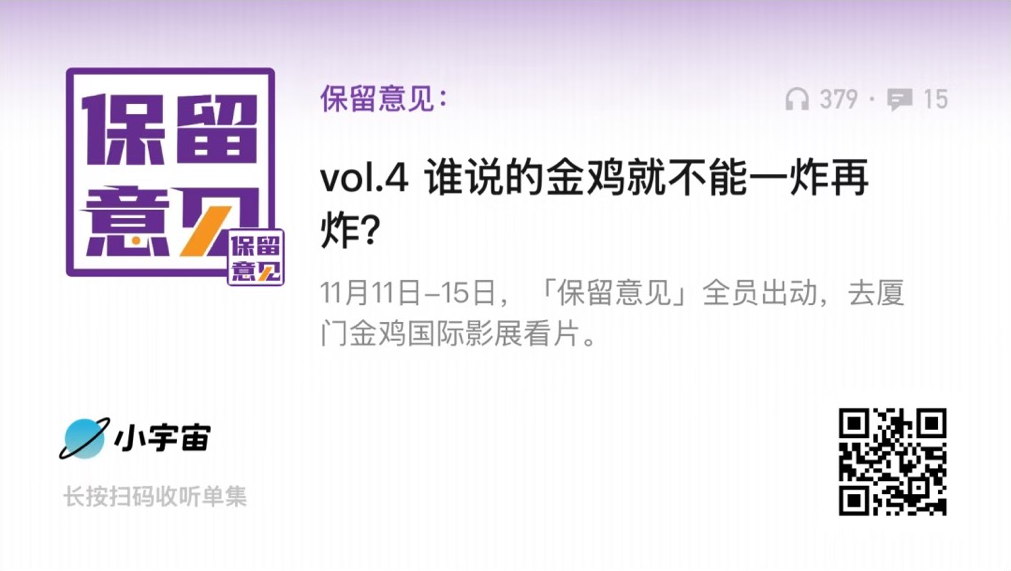 保留
意见
保留
意见
保留意见：
379 · 15
vol.4 谁说的金鸡就不能一炸再
炸？
11月11日–15日，「保留意见」全员出动，去厦
门金鸡国际影展看片。
小宇宙
长按扫码收听单集